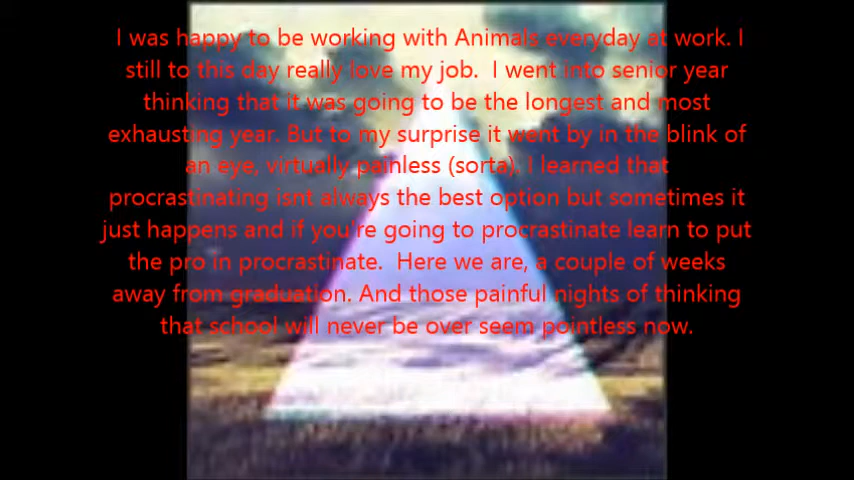 I was happy to be working with Animals everyday at work. I
still to this day really love my job.  I went into senior year
thinking that it was going to be the longest and most
exhausting year. But to my surprise it went by in the blink of
an eye, virtually painless (sorta). I learned that
procrastinating isnt always the best option but sometimes it
just happens and if you're going to procrastinate learn to put
the pro in procrastinate.  Here we are, a couple of weeks
away from graduation. And those painful nights of thinking
that school will never be over seem pointless now.